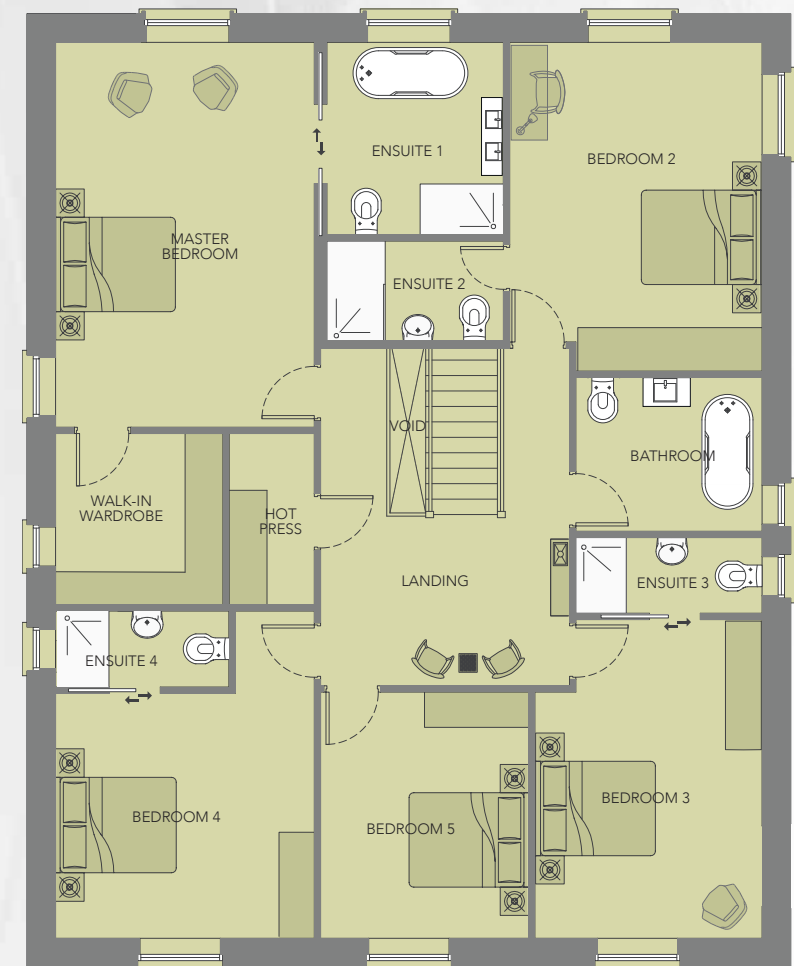 ENSUITE 1
BEDROOM 2
MASTER
BEDROOM
ENSUITE 2
VOID
BATHROOM
WALK-IN
WARDROBE
HOT
PRESS
LANDING
ENSUITE 3
ENSUITE 4
BEDROOM 4
BEDROOM 5
BEDROOM 3